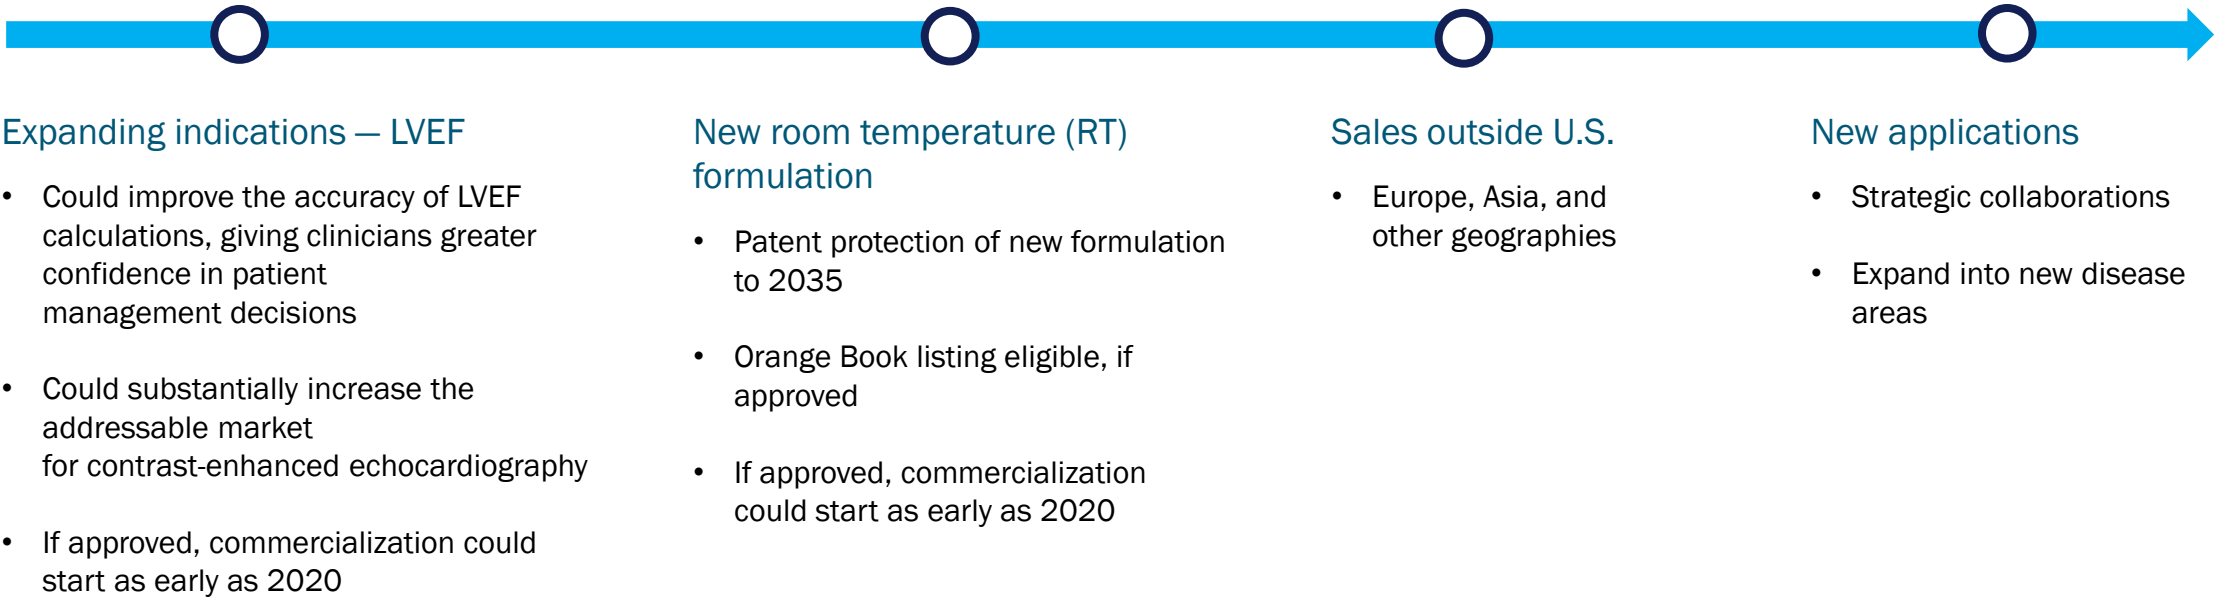 Expanding indications — LVEF
• Could improve the accuracy of LVEF
calculations, giving clinicians greater
confidence in patient
management decisions
• Could substantially increase the
addressable market
for contrast-enhanced echocardiography
• If approved, commercialization could
start as early as 2020
New room temperature (RT)
formulation
• Patent protection of new formulation
to 2035
• Orange Book listing eligible, if
approved
• If approved, commercialization
could start as early as 2020
Sales outside U.S.
• Europe, Asia, and
other geographies
New applications
• Strategic collaborations
• Expand into new disease
areas